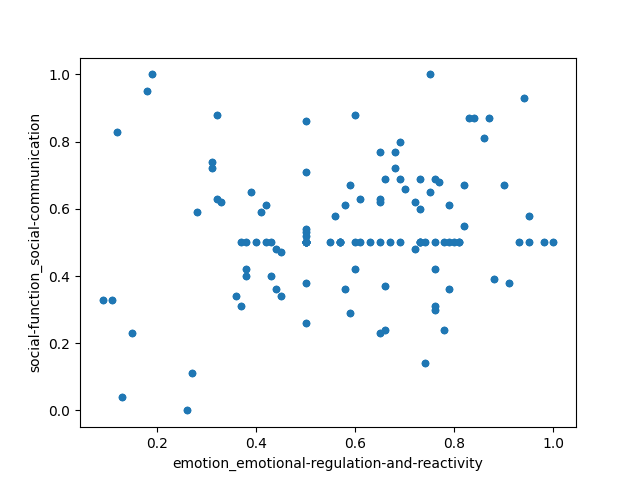 1.0
0.8
0.6
0.4
0.2
0.0
social-function_social-communication
0.2 0.4 0.6 0.8 1.0
emotion_emotional-regulation-and-reactivity